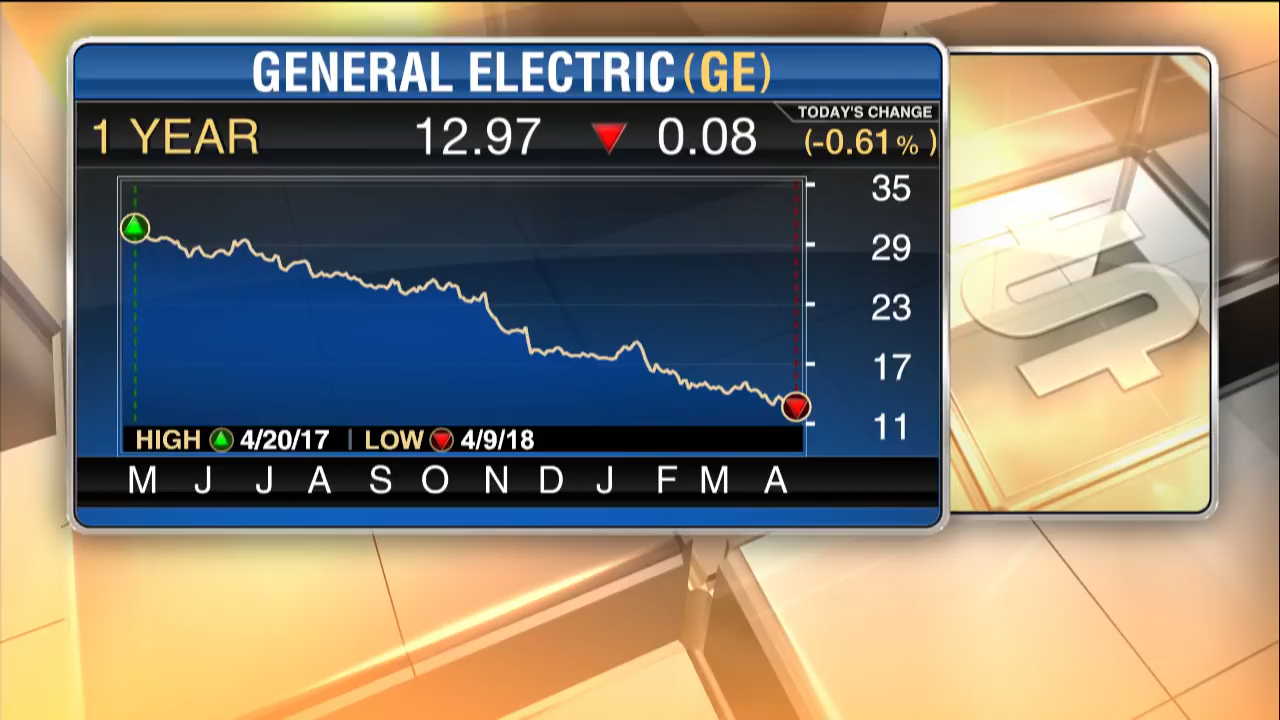 GENERAL ELECTRIC (GE)
TODAY'S CHANGE
1 YEAR 12.97 ▼ 0.08 (-0.61%)
35
29
23
17
11
HIGH ▲ 4/20/17 | LOW ▼ 4/9/18
M J J A S O N D J F M A